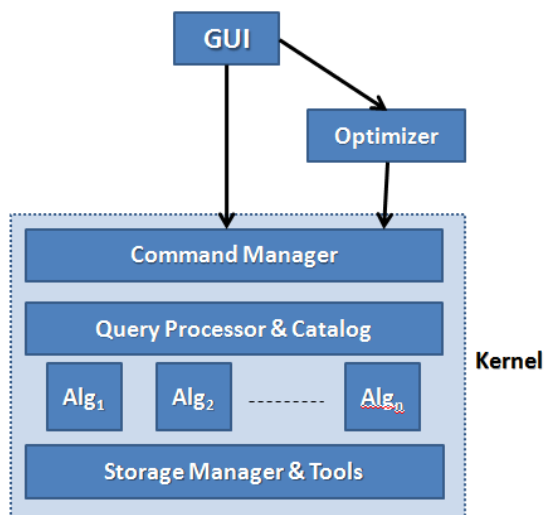 GUI
Optimizer
Command Manager
Query Processor & Catalog
Kernel
Alg₁ Alg₂ --------- Algₙ
Storage Manager & Tools